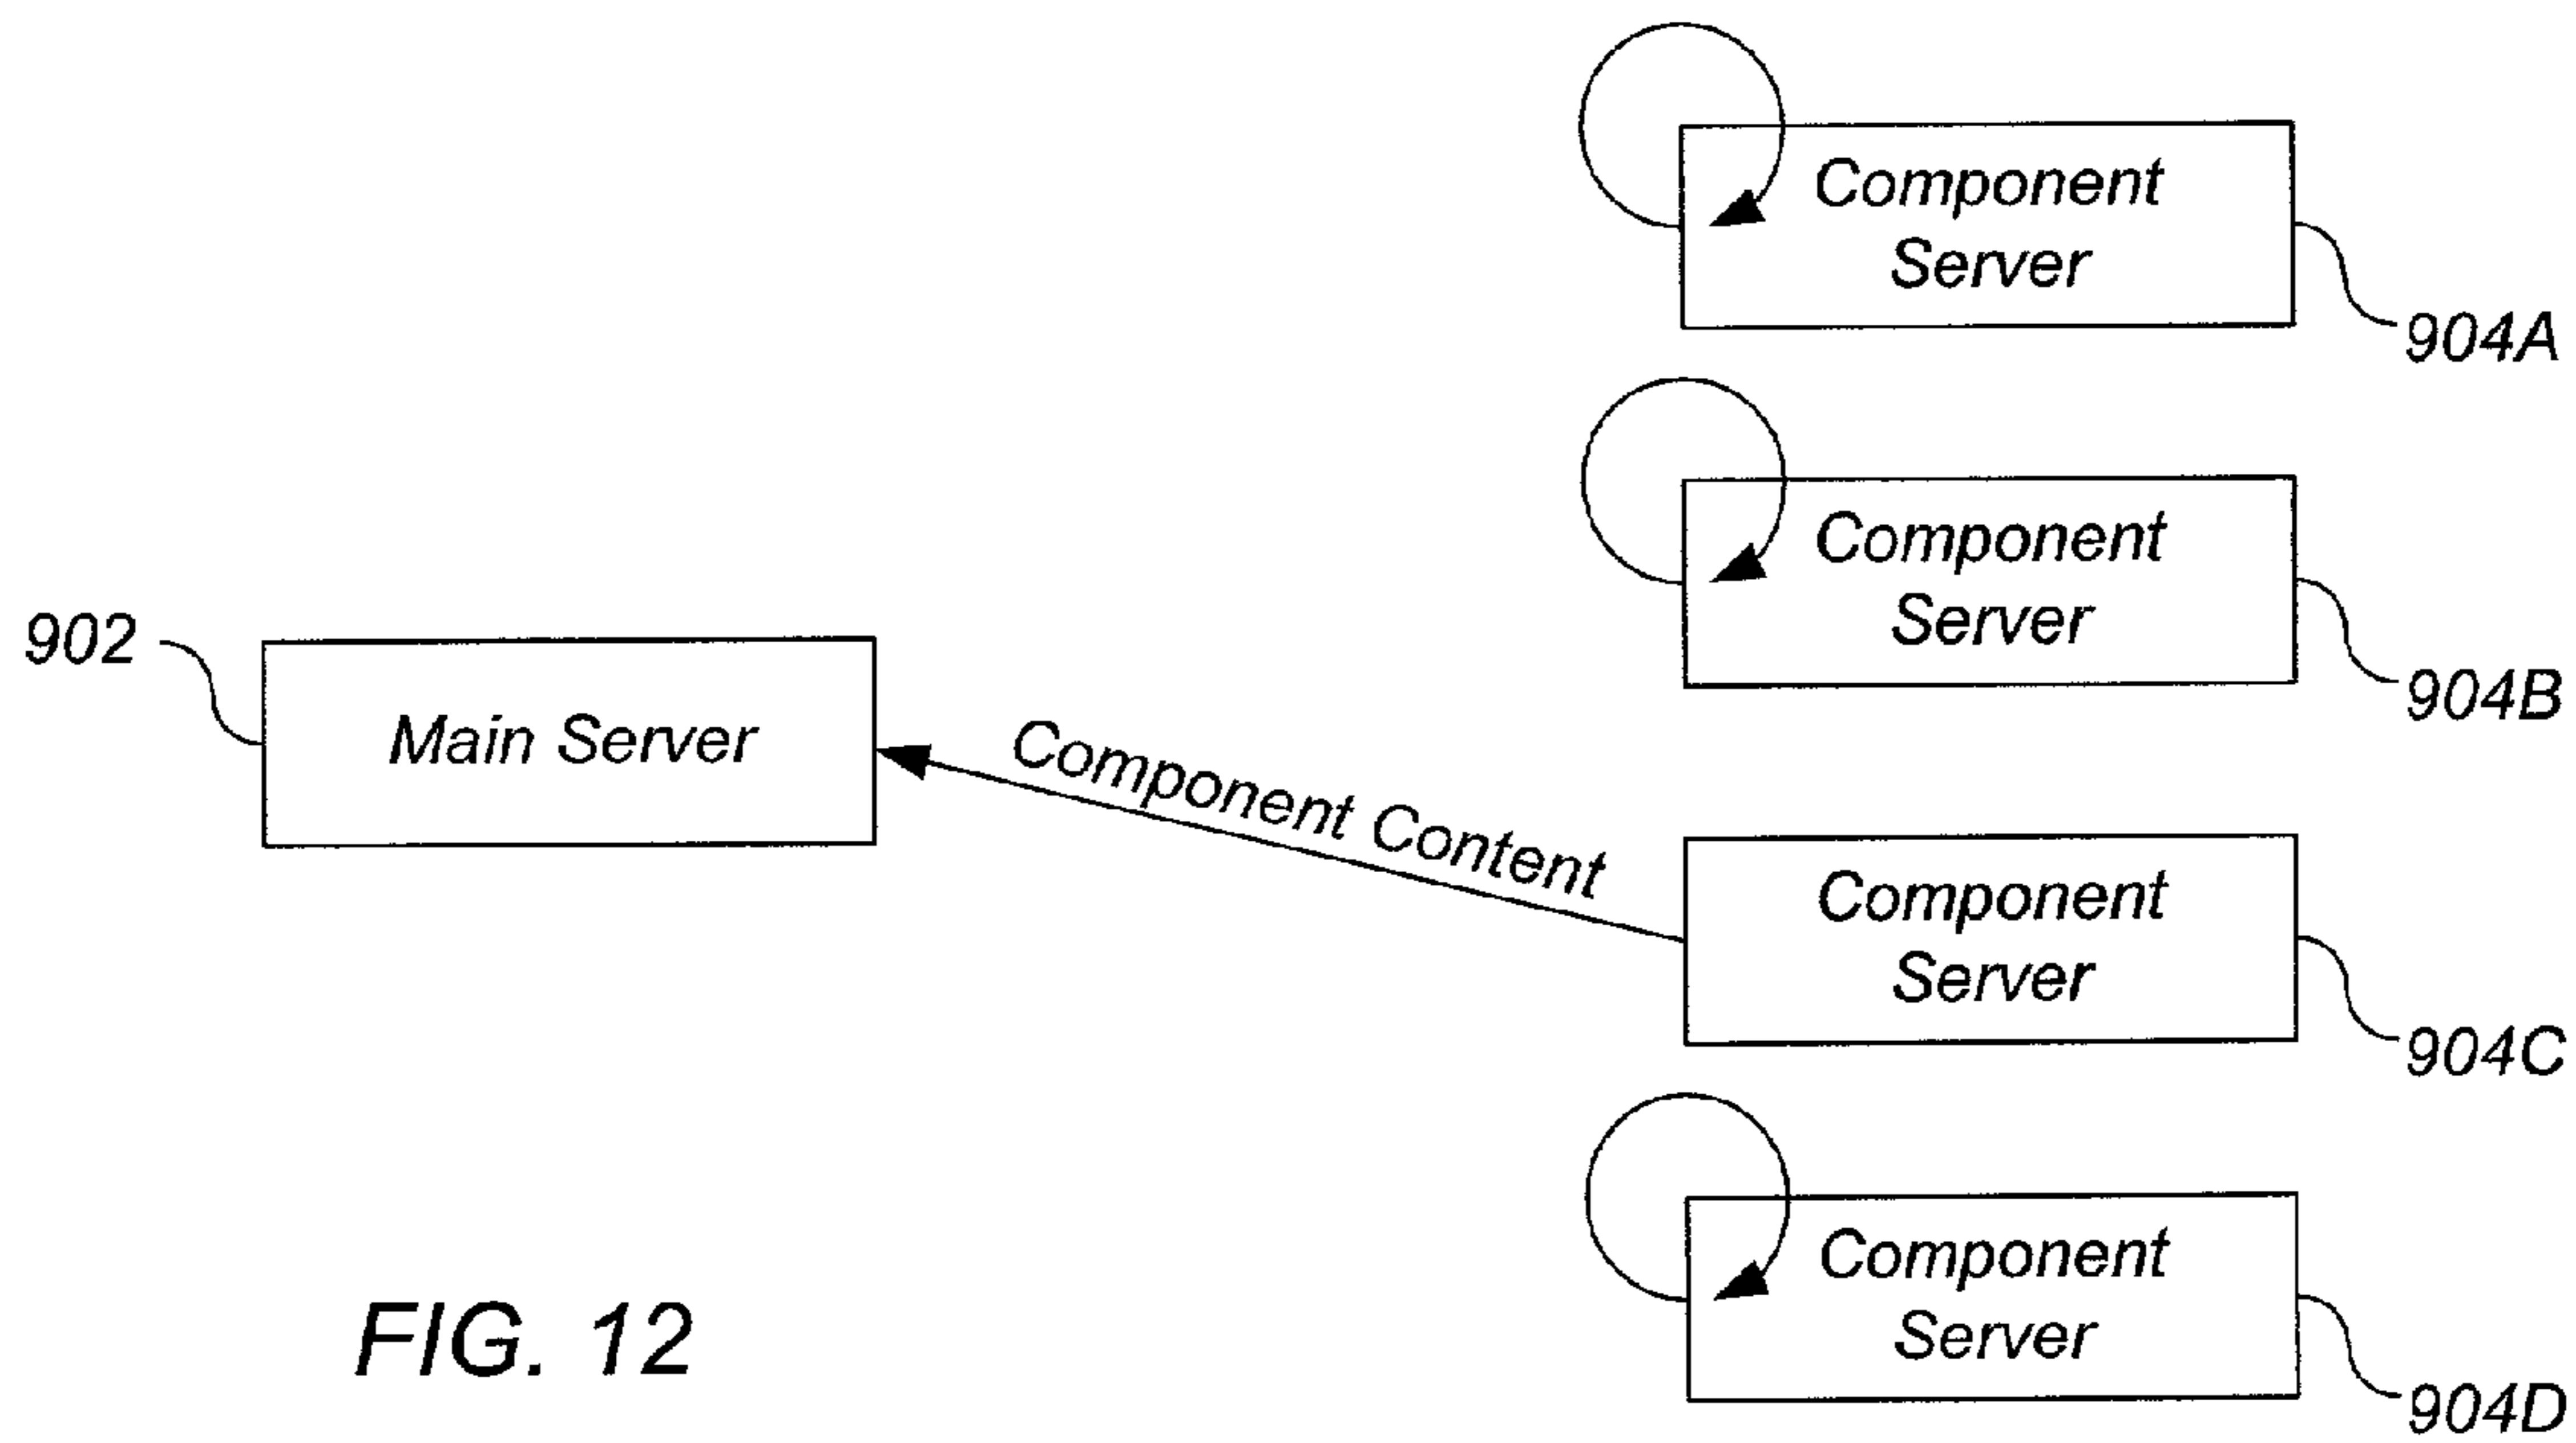 Component
Server
904A
Component
Server
904B
902
Main Server
Component Content
Component
Server
904C
Component
Server
904D
FIG. 12